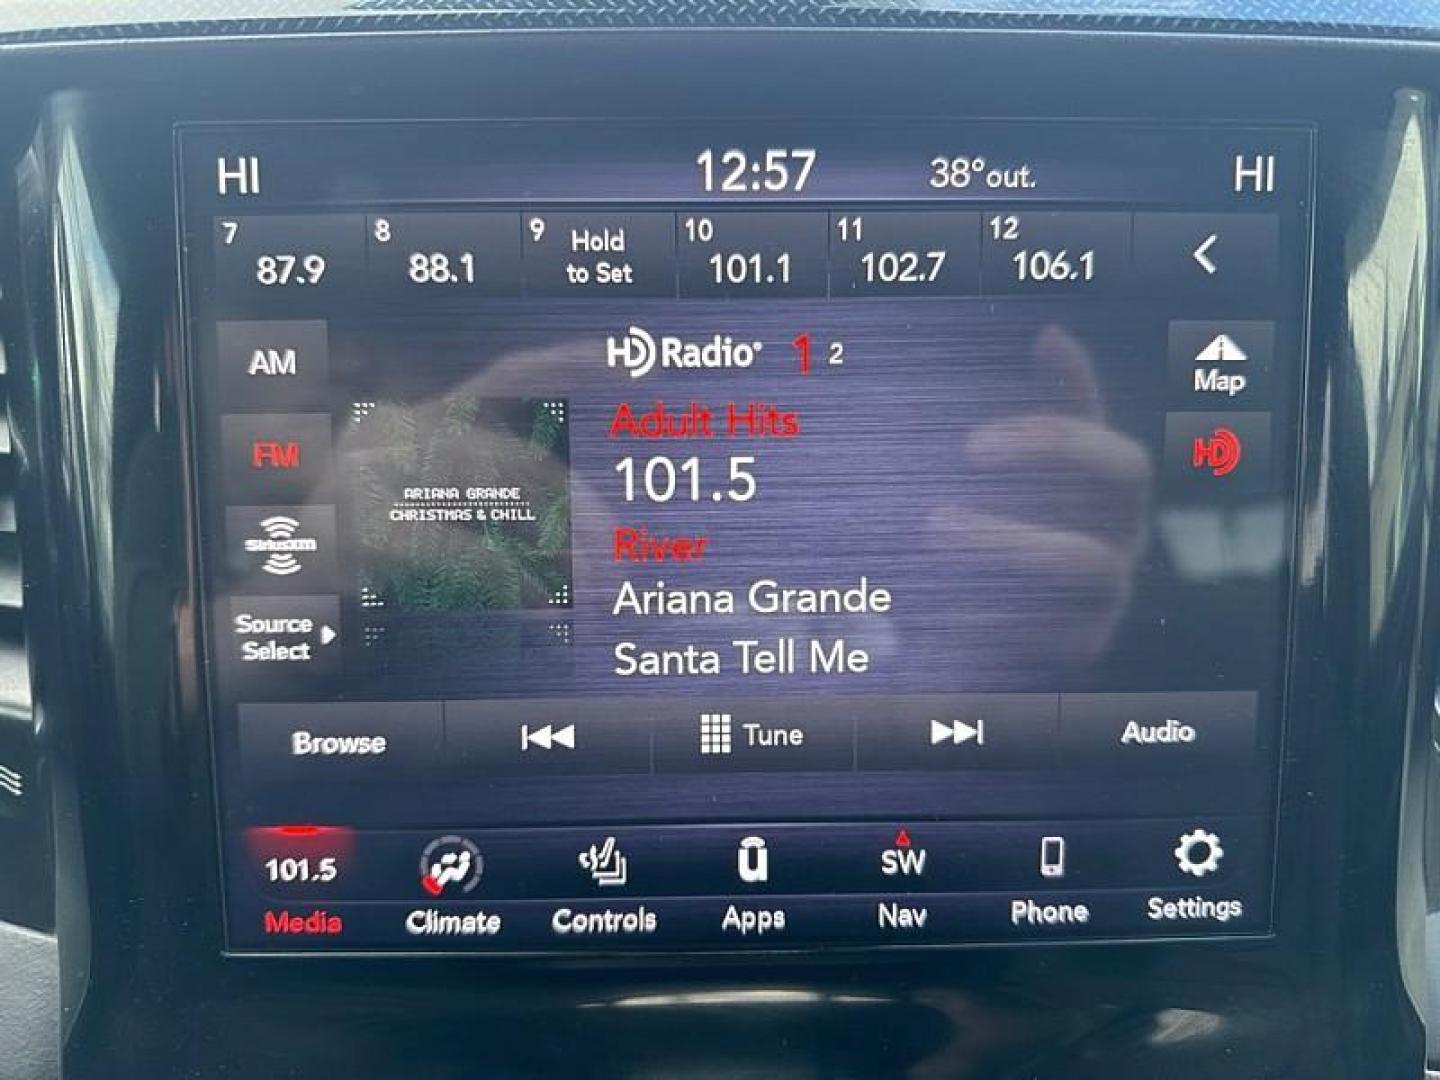 HI 12:57 38°out. HI
7 8 9 Hold 10 11 12
87.9 88.1 to Set 101.1 102.7 106.1
HD Radio® 1 2
AM
Map
Adult Hits
FM
HD
101.5
ARIANA GRANDE
CHRISTMAS & CHILL
SiriusXM
River
Ariana Grande
Source
Select
Santa Tell Me
Browse Tune Audio
101.5 SW
Media Climate Controls Apps Nav Phone Settings